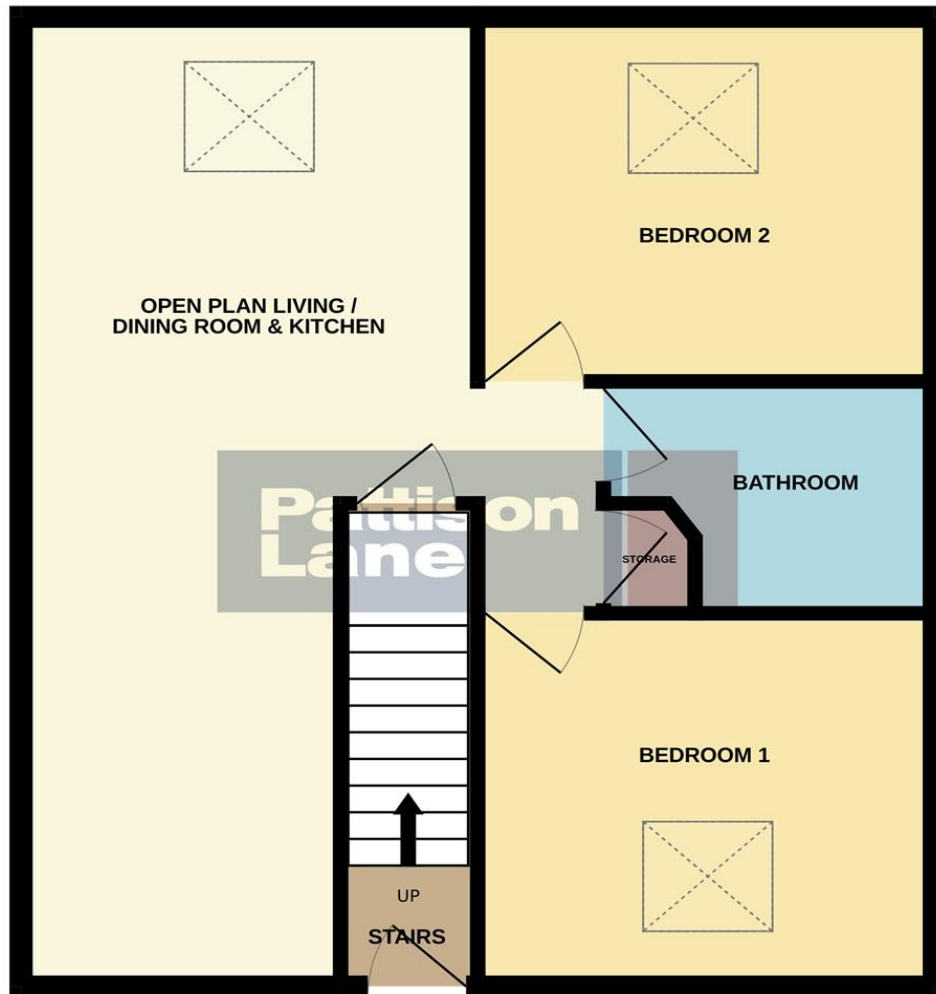 BEDROOM 2
OPEN PLAN LIVING /
DINING ROOM & KITCHEN
BATHROOM
Pattison
Lane
STORAGE
BEDROOM 1
UP
STAIRS